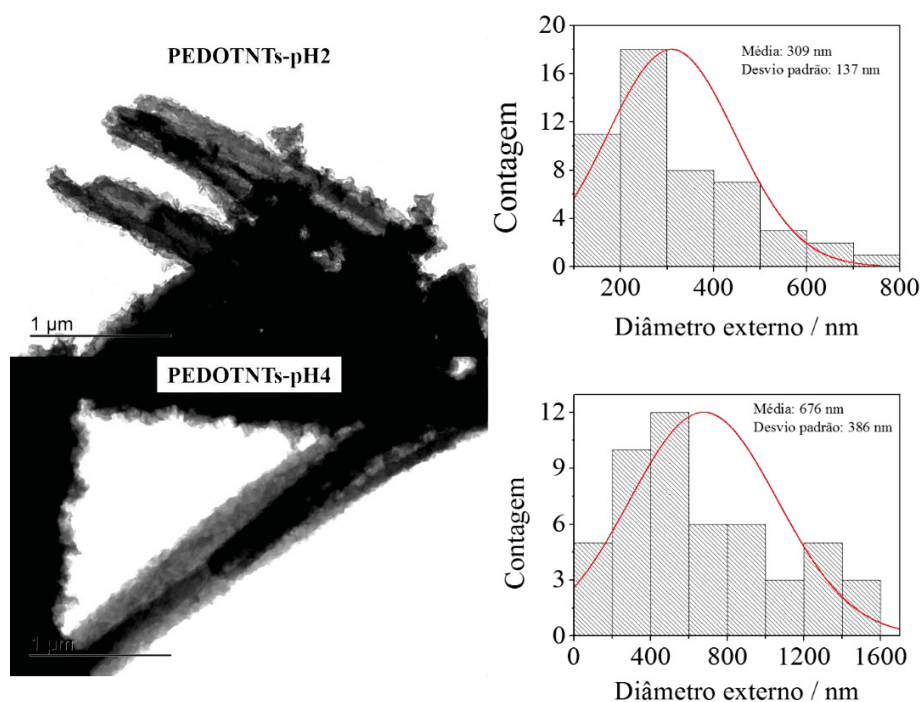 PEDOTNTs-pH2
1 µm
PEDOTNTs-pH4
1 µm
20
16
12
8
4
0
Contagem
Média: 309 nm
Desvio padrão: 137 nm
200 400 600 800
Diâmetro externo / nm
12
9
6
3
0
Contagem
Média: 676 nm
Desvio padrão: 386 nm
0 400 800 1200 1600
Diâmetro externo / nm